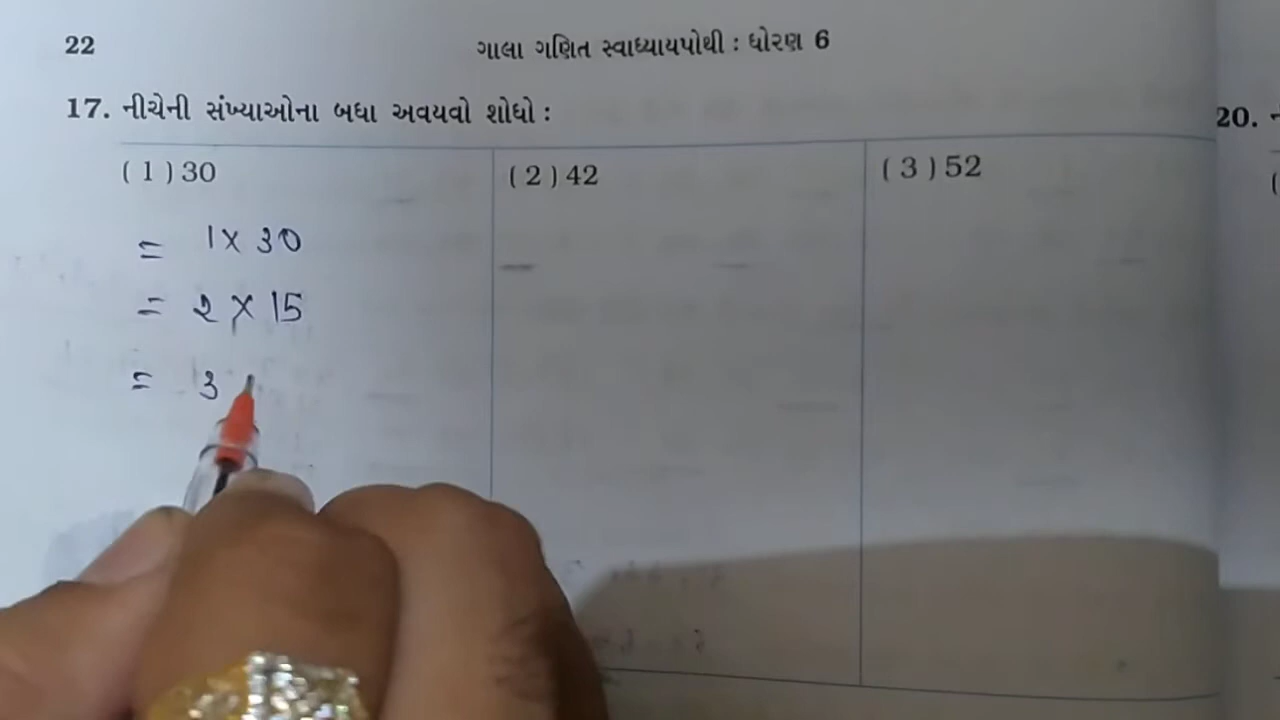 22
ગાલા ગણિત સ્વાધ્યાયપોથી : ધોરણ 6
17. નીચેની સંખ્યાઓના બધા અવયવો શોધો :
20.
( 1 ) 30
( 2 ) 42
( 3 ) 52
= 1 × 30
= 2 × 15
= 3